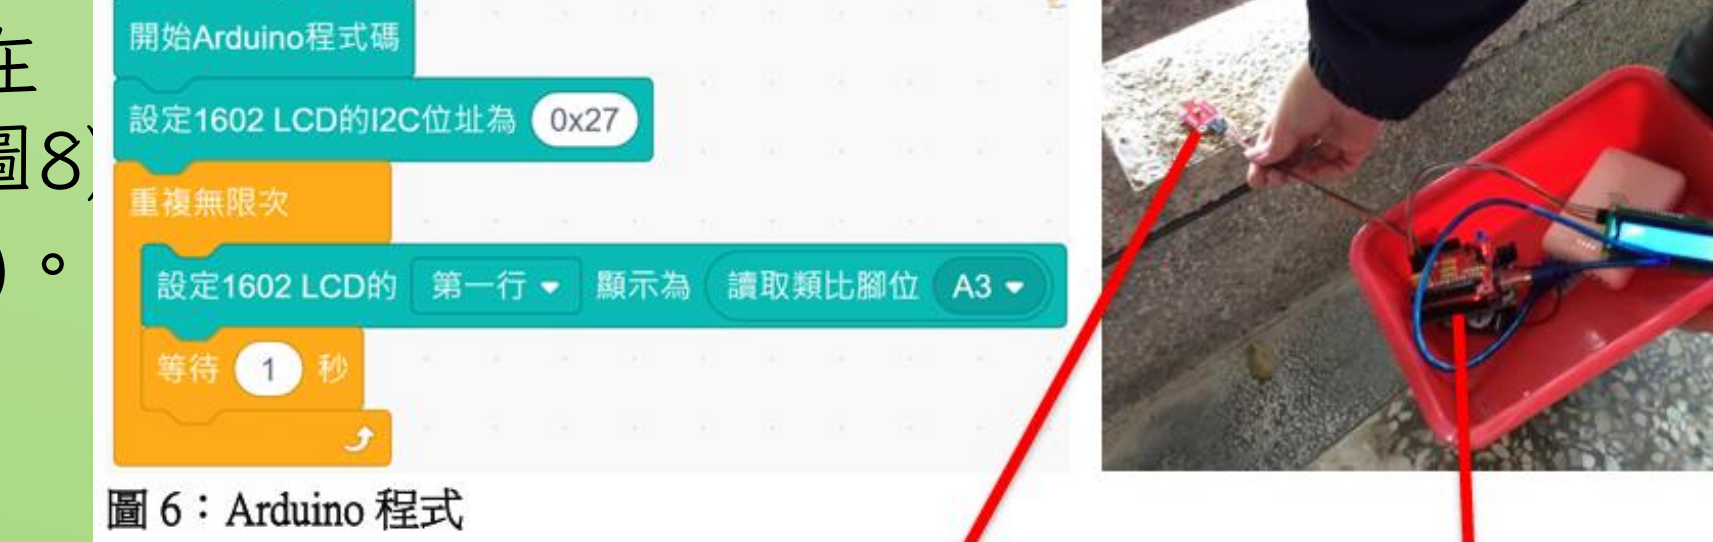 在
圖8)
)。
開始Arduino程式碼
設定1602 LCD的I2C位址為 0x27
重複無限次
設定1602 LCD的 第一行 顯示為 讀取類比腳位 A3
等待 1 秒
圖 6：Arduino 程式